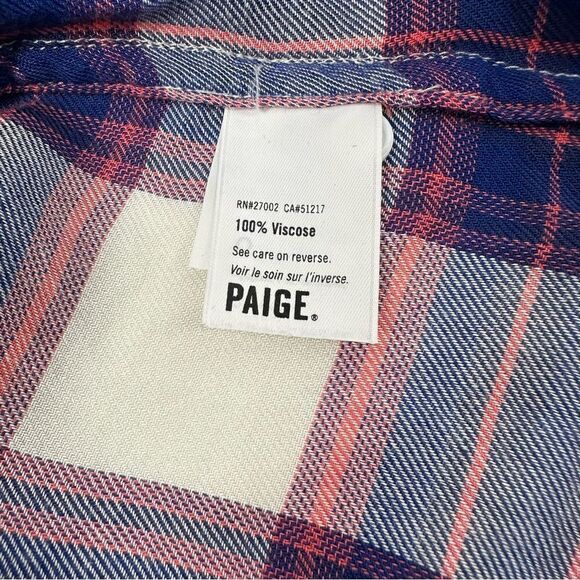 RN#27002 CA#51217
100% Viscose
See care on reverse.
Voir le soin sur l'inverse.
PAIGE®